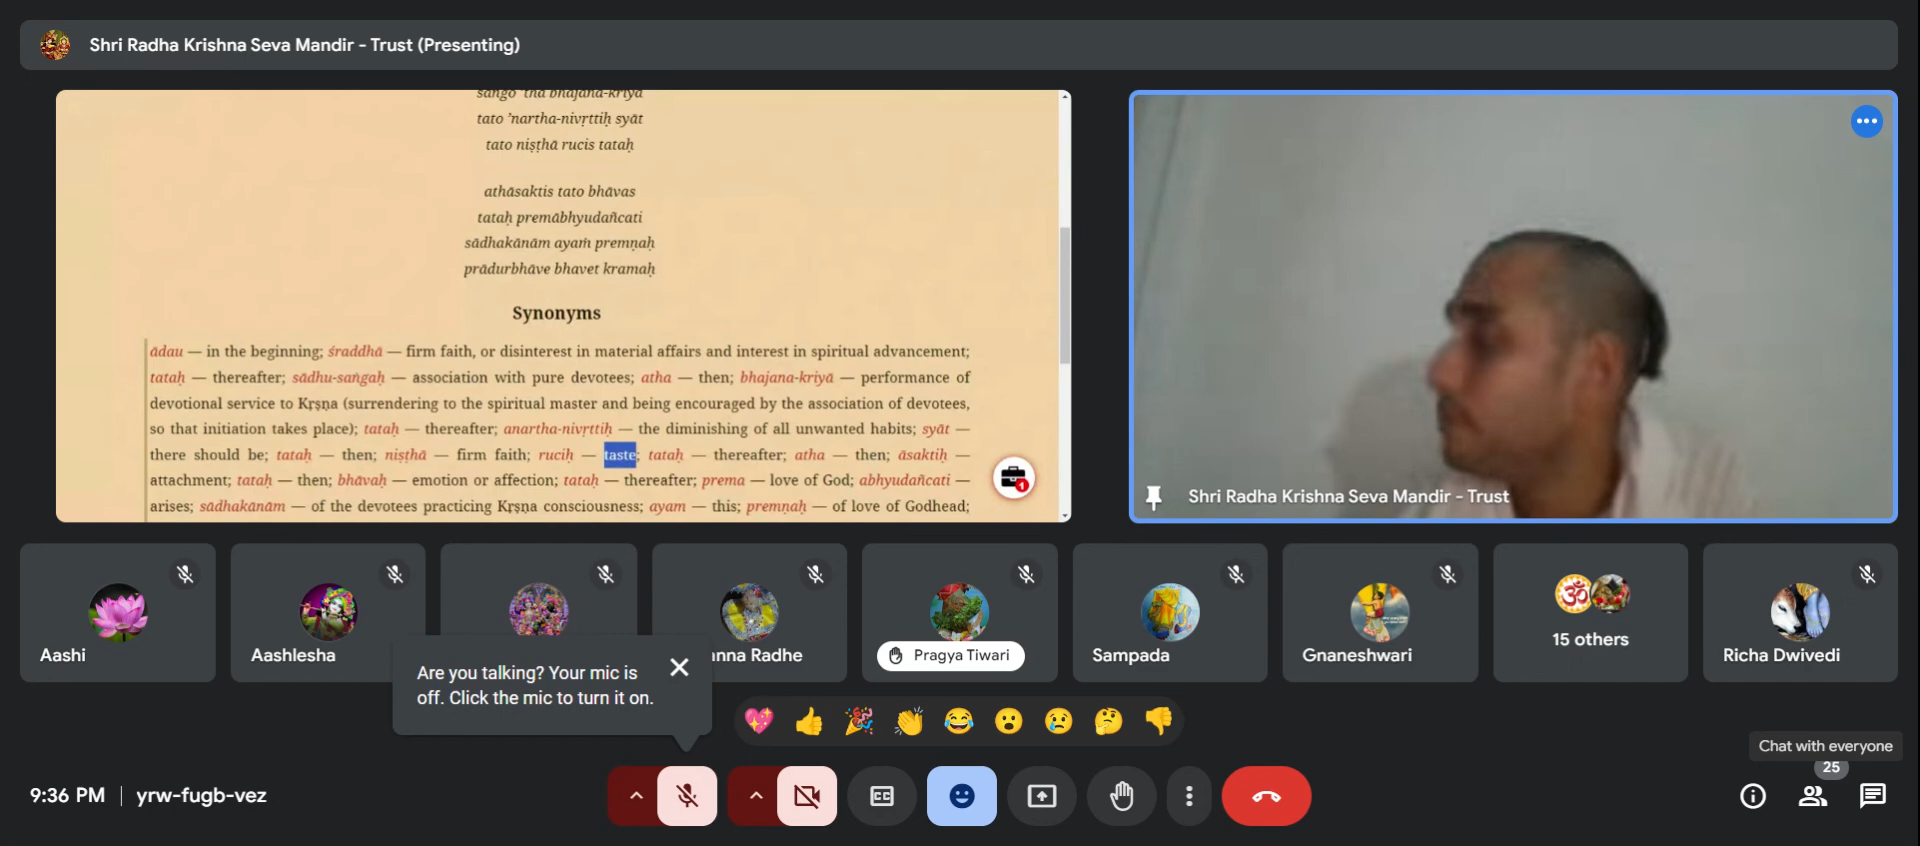 Shri Radha Krishna Seva Mandir - Trust (Presenting)
saṅgo 'tha bhajana-kriyā
tato 'nartha-nivṛttiḥ syāt
tato niṣṭhā rucis tataḥ
athāsaktis tato bhāvas
tataḥ premābhyudañcati
sādhakānām ayaṁ premṇaḥ
prādurbhāve bhavet kramaḥ
Synonyms
ādau — in the beginning; śraddhā — firm faith, or disinterest in material affairs and interest in spiritual advancement;
tataḥ — thereafter; sādhu-saṅgaḥ — association with pure devotees; atha — then; bhajana-kriyā — performance of
devotional service to Kṛṣṇa (surrendering to the spiritual master and being encouraged by the association of devotees,
so that initiation takes place); tataḥ — thereafter; anartha-nivṛttiḥ — the diminishing of all unwanted habits; syāt —
there should be; tataḥ — then; niṣṭhā — firm faith; ruciḥ — taste; tataḥ — thereafter; atha — then; āsaktiḥ —
attachment; tataḥ — then; bhāvaḥ — emotion or affection; tataḥ — thereafter; prema — love of God; abhyudañcati —
arises; sādhakānām — of the devotees practicing Kṛṣṇa consciousness; ayam — this; premṇaḥ — of love of Godhead;
1
Shri Radha Krishna Seva Mandir - Trust
Aashi
Aashlesha
nna Radhe
Pragya Tiwari
Sampada
Gnaneshwari
ॐ
15 others
Richa Dwivedi
Are you talking? Your mic is
off. Click the mic to turn it on.
Chat with everyone
25
9:36 PM | yrw-fugb-vez
CC